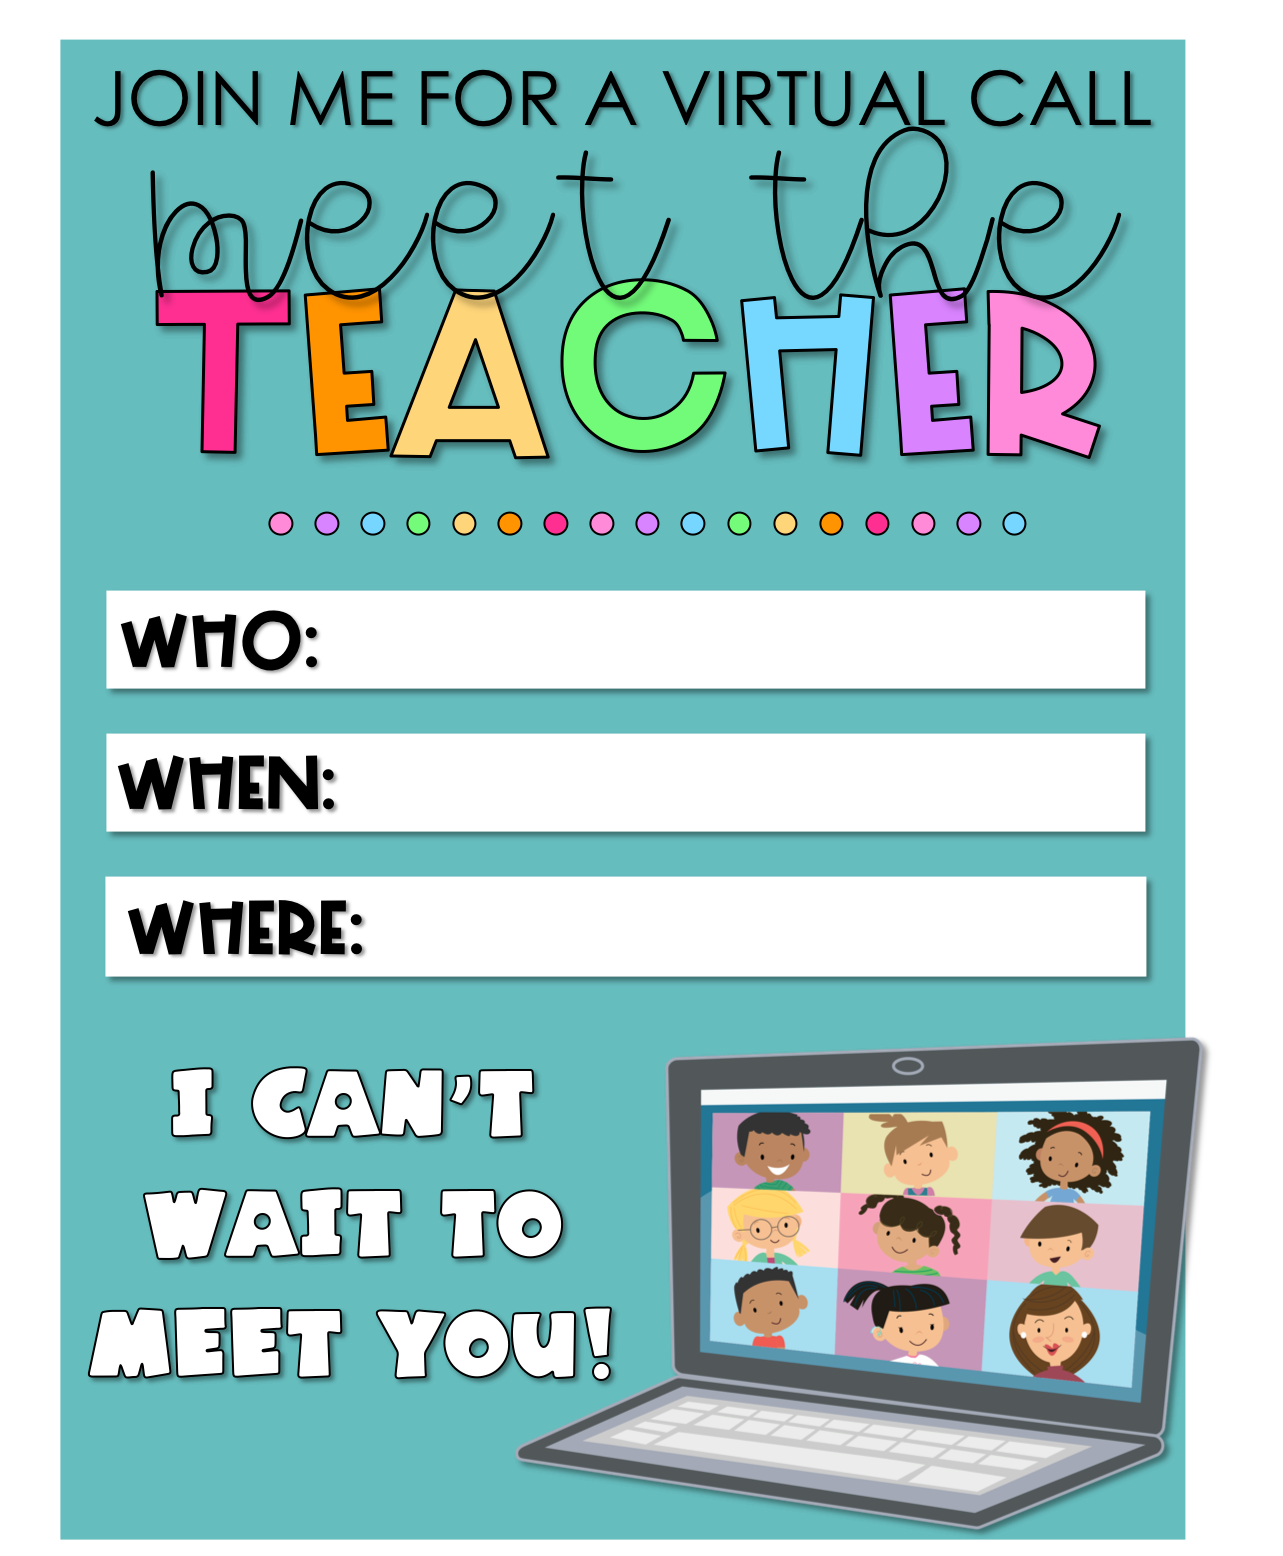 JOIN ME FOR A VIRTUAL CALL
meet the
TEACHER
WHO:
WHEN:
WHERE:
I CAN'T
WAIT TO
MEET YOU!